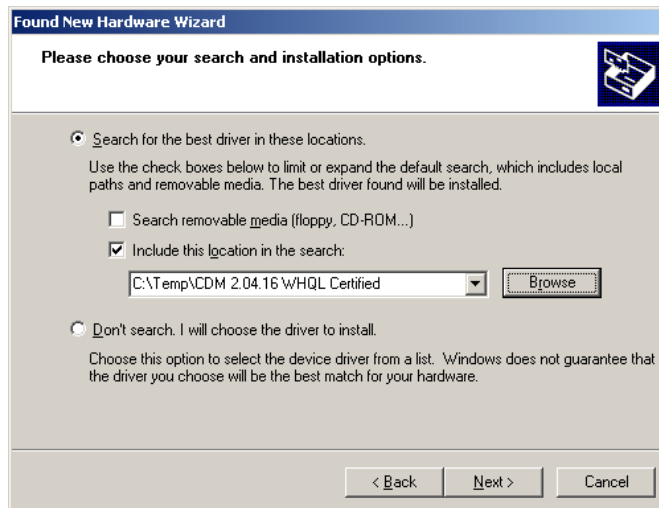 Found New Hardware Wizard
Please choose your search and installation options.
Search for the best driver in these locations.
Use the check boxes below to limit or expand the default search, which includes local
paths and removable media. The best driver found will be installed.
Search removable media (floppy, CD-ROM...)
Include this location in the search:
C:\Temp\CDM 2.04.16 WHQL Certified
Browse
Don't search. I will choose the driver to install.
Choose this option to select the device driver from a list. Windows does not guarantee that
the driver you choose will be the best match for your hardware.
< Back Next > Cancel